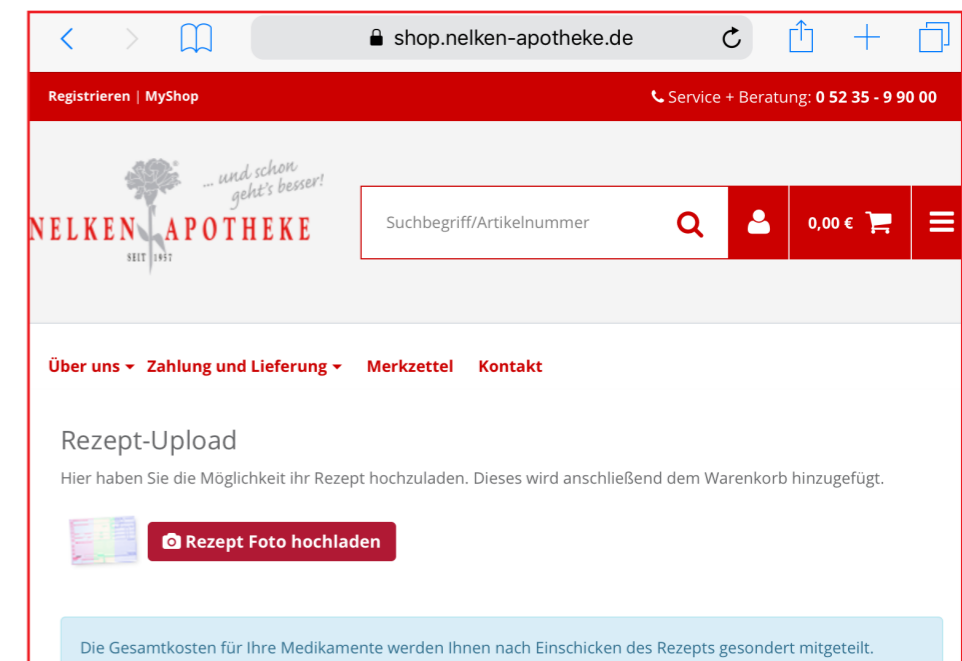 shop.nelken-apotheke.de
Registrieren | MyShop
Service + Beratung: 0 52 35 - 9 90 00
... und schon
geht's besser!
NELKEN APOTHEKE
SEIT 1957
Suchbegriff/Artikelnummer
0,00 €
Über uns
Zahlung und Lieferung
Merkzettel
Kontakt
Rezept-Upload
Hier haben Sie die Möglichkeit ihr Rezept hochzuladen. Dieses wird anschließend dem Warenkorb hinzugefügt.
Rezept Foto hochladen
Die Gesamtkosten für Ihre Medikamente werden Ihnen nach Einschicken des Rezepts gesondert mitgeteilt.